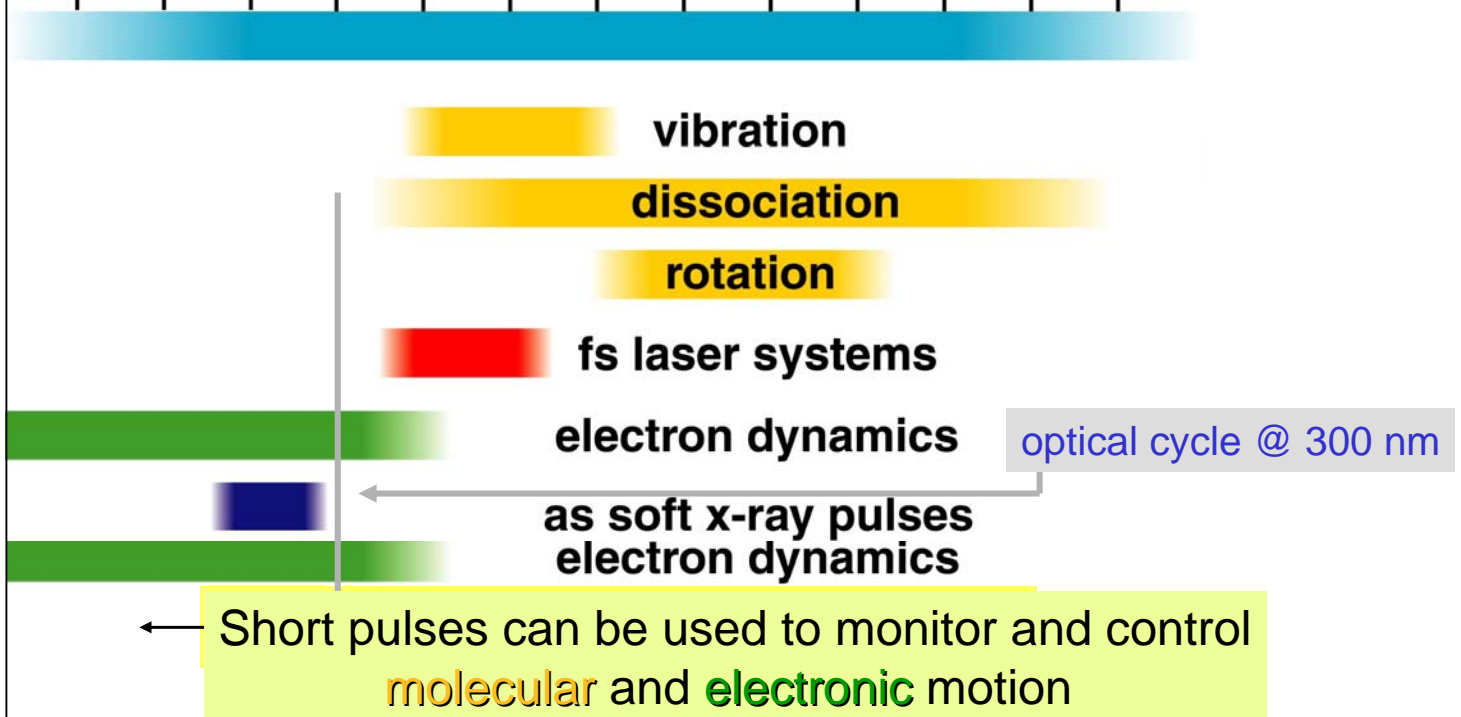 vibration
dissociation
rotation
fs laser systems
electron dynamics
optical cycle @ 300 nm
as soft x-ray pulses
electron dynamics
Short pulses can be used to monitor and control
molecular and electronic motion